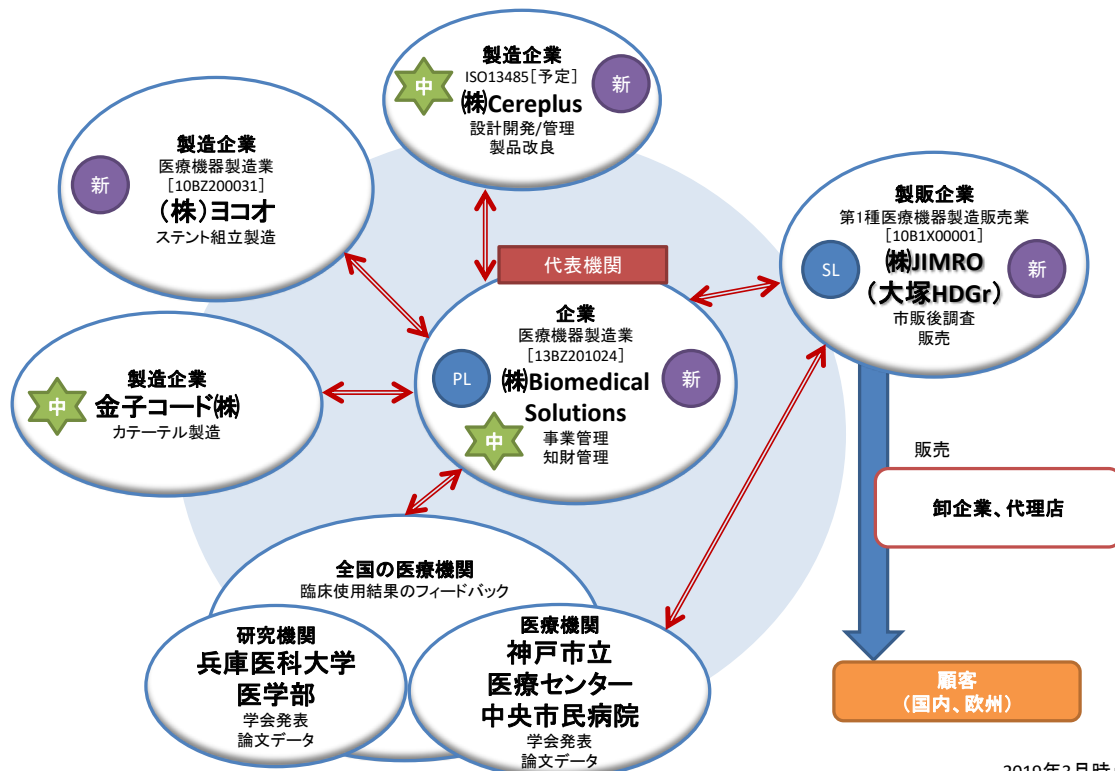 製造企業
ISO13485[予定]
中
新
㈱Cereplus
設計開発/管理
製品改良
製造企業
医療機器製造業
[10BZ200031]
新
(株)ヨコオ
ステント組立製造
製販企業
第1種医療機器製造販売業
[10B1X00001]
SL
㈱JIMRO
新
(大塚HDGr)
市販後調査
販売
代表機関
企業
医療機器製造業
[13BZ201024]
PL
㈱Biomedical
新
Solutions
中
事業管理
知財管理
製造企業
中
金子コード㈱
カテーテル製造
販売
卸企業、代理店
全国の医療機関
臨床使用結果のフィードバック
研究機関
兵庫医科大学
医学部
学会発表
論文データ
医療機関
神戸市立
医療センター
中央市民病院
学会発表
論文データ
顧客
(国内、欧州)
2019年3月時